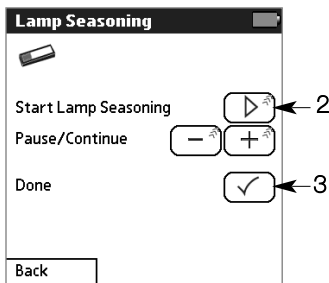 Lamp Seasoning
Start Lamp Seasoning
2
Pause/Continue
Done
3
Back